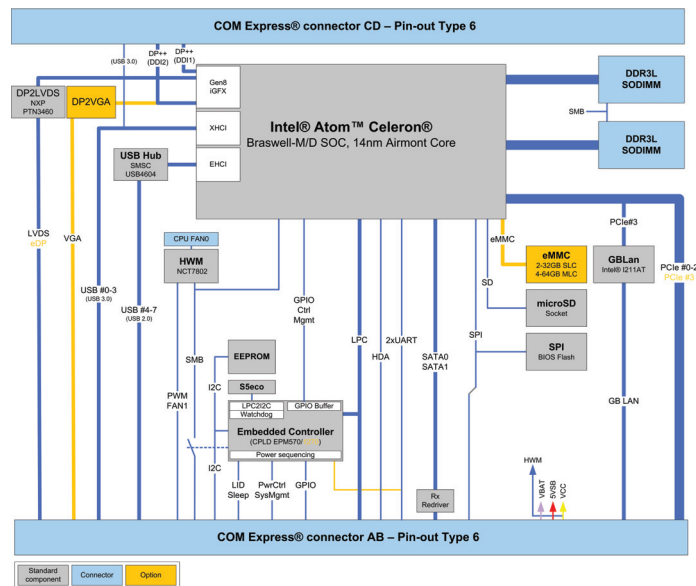 COM Express® connector CD – Pin-out Type 6
(USB 3.0)
DP++
(DDI2)
DP++
(DDI1)
DP2LVDS
NXP
PTN3460
DP2VGA
Gen8
iGFX
XHCI
EHCI
Intel® Atom™ Celeron®
Braswell-M/D SOC, 14nm Airmont Core
DDR3L
SODIMM
SMB
DDR3L
SODIMM
USB Hub
SMSC
USB4604
LVDS
eDP
VGA
USB #0-3
(USB 3.0)
USB #4-7
(USB 2.0)
CPU FAN0
HWM
NCT7802
PWM
FAN1
SMB
I2C
I2C
GPIO
Ctrl
Mgmt
LPC
HDA
2xUART
SATA0
SATA1
SPI
SD
eMMC
eMMC
2-32GB SLC
4-64GB MLC
microSD
Socket
SPI
BIOS Flash
PCIe#3
GBLan
Intel® I211AT
PCIe #0-2
PCIe #3
GB LAN
EEPROM
S5eco
LPC2I2C
Watchdog
GPIO Buffer
Embedded Controller
(CPLD EPM570/
Power sequencing
LID
Sleep
PwrCtrl
SysMgmt
GPIO
Rx
Redriver
HWM
VBAT
5VSB
VCC
COM Express® connector AB – Pin-out Type 6
Standard
component
Connector
Option